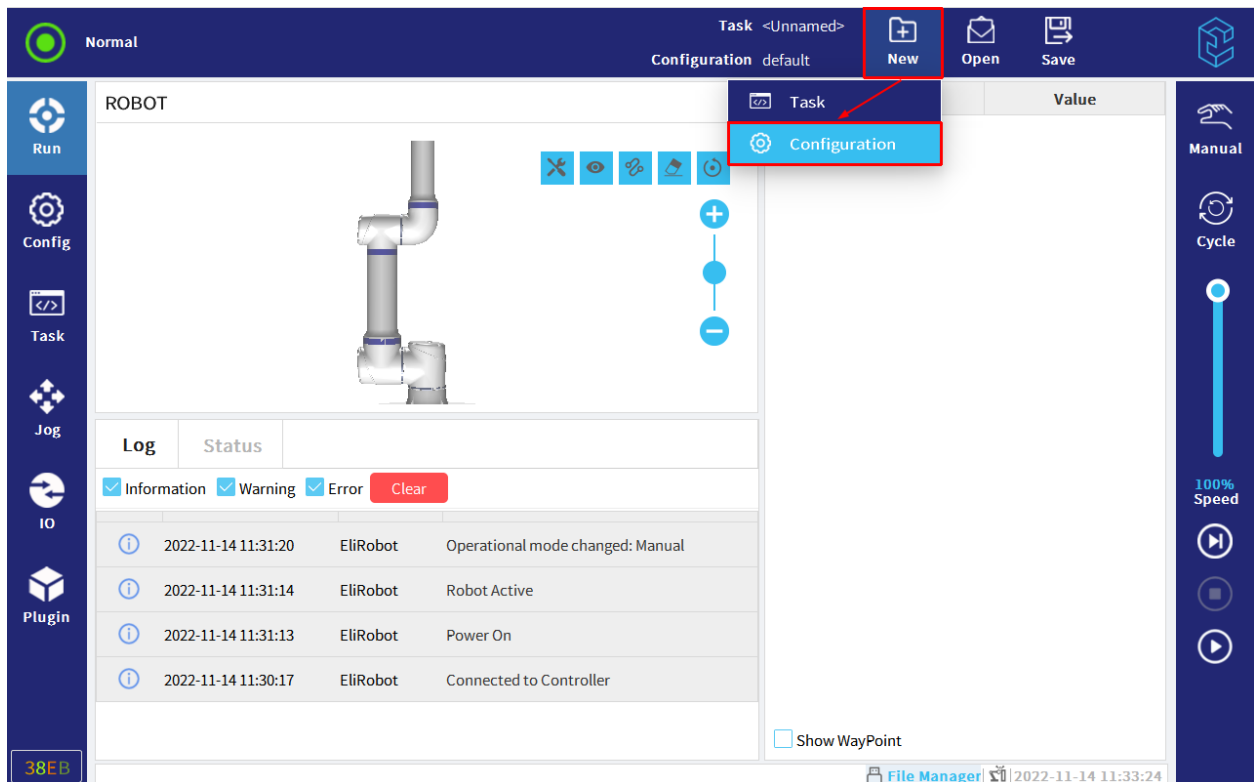 Normal
Task <Unnamed>
Configuration default
New
Open
Save
Task
Configuration
Value
Run
Config
Task
Jog
IO
Plugin
38EB
ROBOT
Log Status
Information Warning Error Clear
2022-11-14 11:31:20 EliRobot Operational mode changed: Manual
2022-11-14 11:31:14 EliRobot Robot Active
2022-11-14 11:31:13 EliRobot Power On
2022-11-14 11:30:17 EliRobot Connected to Controller
Show WayPoint
File Manager 2022-11-14 11:33:24
Manual
Cycle
100%
Speed